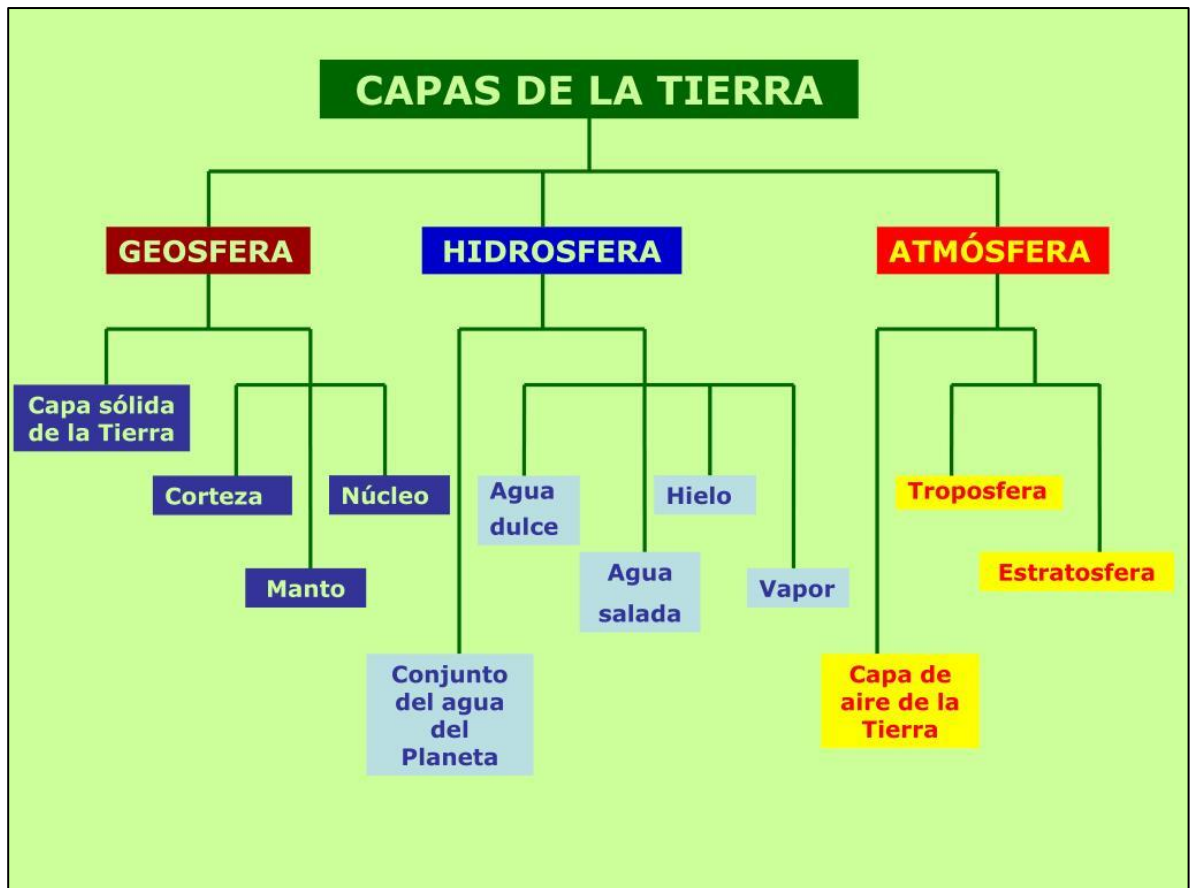 CAPAS DE LA TIERRA
GEOSFERA
HIDROSFERA
ATMÓSFERA
Capa sólida
de la Tierra
Corteza
Núcleo
Manto
Agua
dulce
Hielo
Agua
salada
Vapor
Conjunto
del agua
del
Planeta
Troposfera
Estratosfera
Capa de
aire de la
Tierra